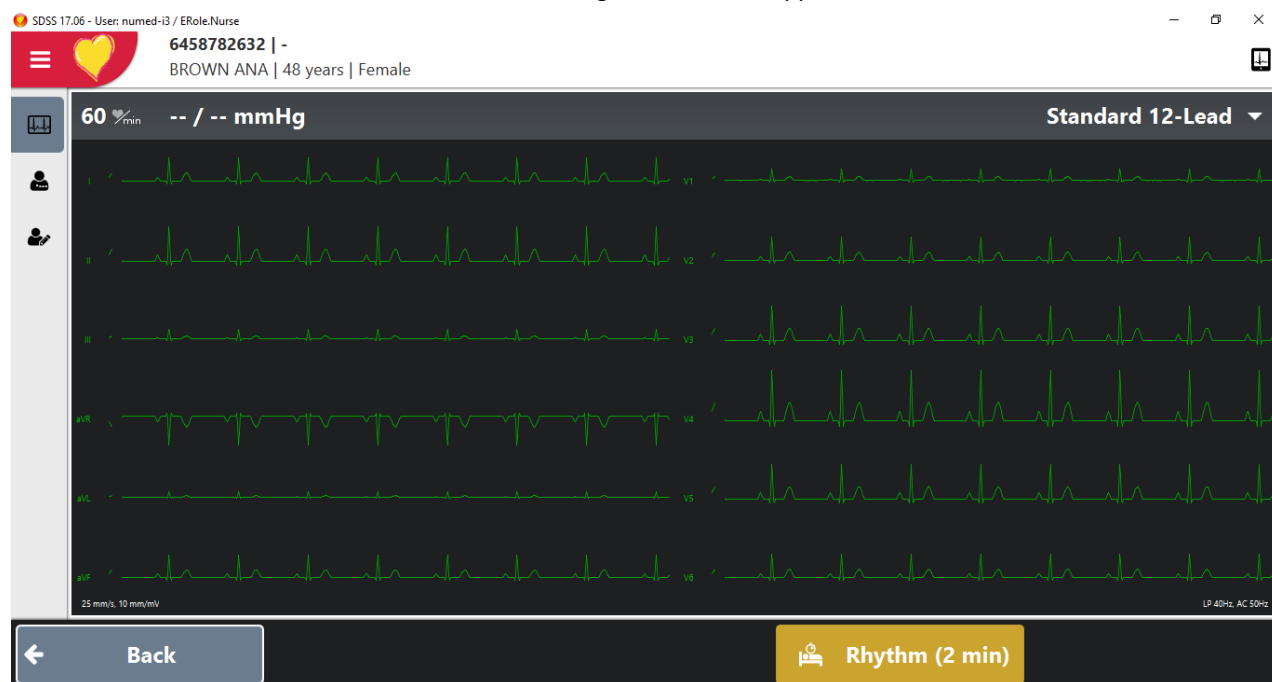 SDSS 17.06 - User: numed-i3 / ERole.Nurse
6458782632 | -
BROWN ANA | 48 years | Female
60 /min -- / -- mmHg Standard 12-Lead
I V1
II V2
III V3
aVR V4
aVL V5
aVF V6
25 mm/s, 10 mm/mV LP 40Hz, AC 50Hz
Back Rhythm (2 min)